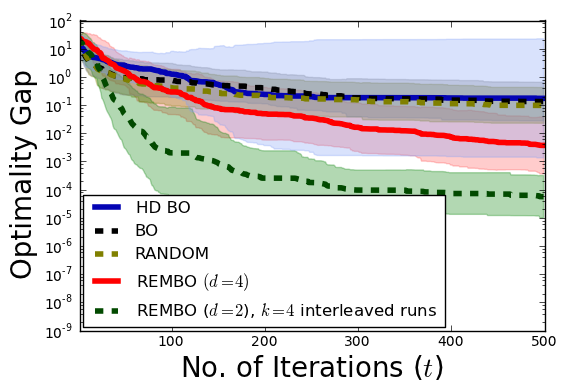 10^2
10^1
10^0
10^-1
10^-2
10^-3
10^-4
10^-5
10^-6
10^-7
10^-8
10^-9
Optimality Gap
HD BO
BO
RANDOM
REMBO (d=4)
REMBO (d=2), k=4 interleaved runs
100 200 300 400 500
No. of Iterations (t)